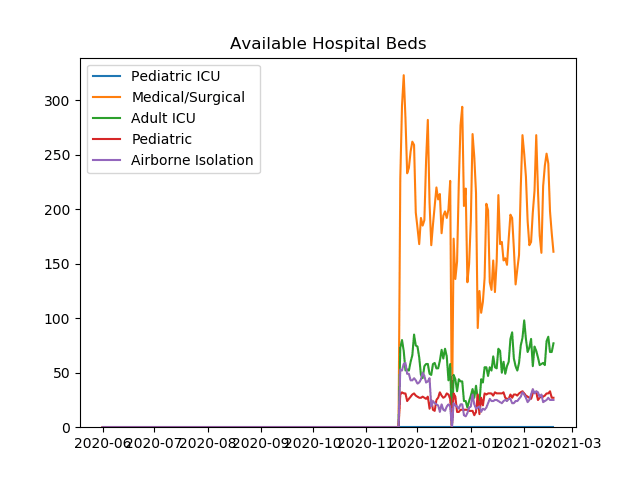 Available Hospital Beds
Pediatric ICU
Medical/Surgical
Adult ICU
Pediatric
Airborne Isolation
300
250
200
150
100
50
0
2020-06 2020-07 2020-08 2020-09 2020-10 2020-11 2020-12 2021-01 2021-02 2021-03